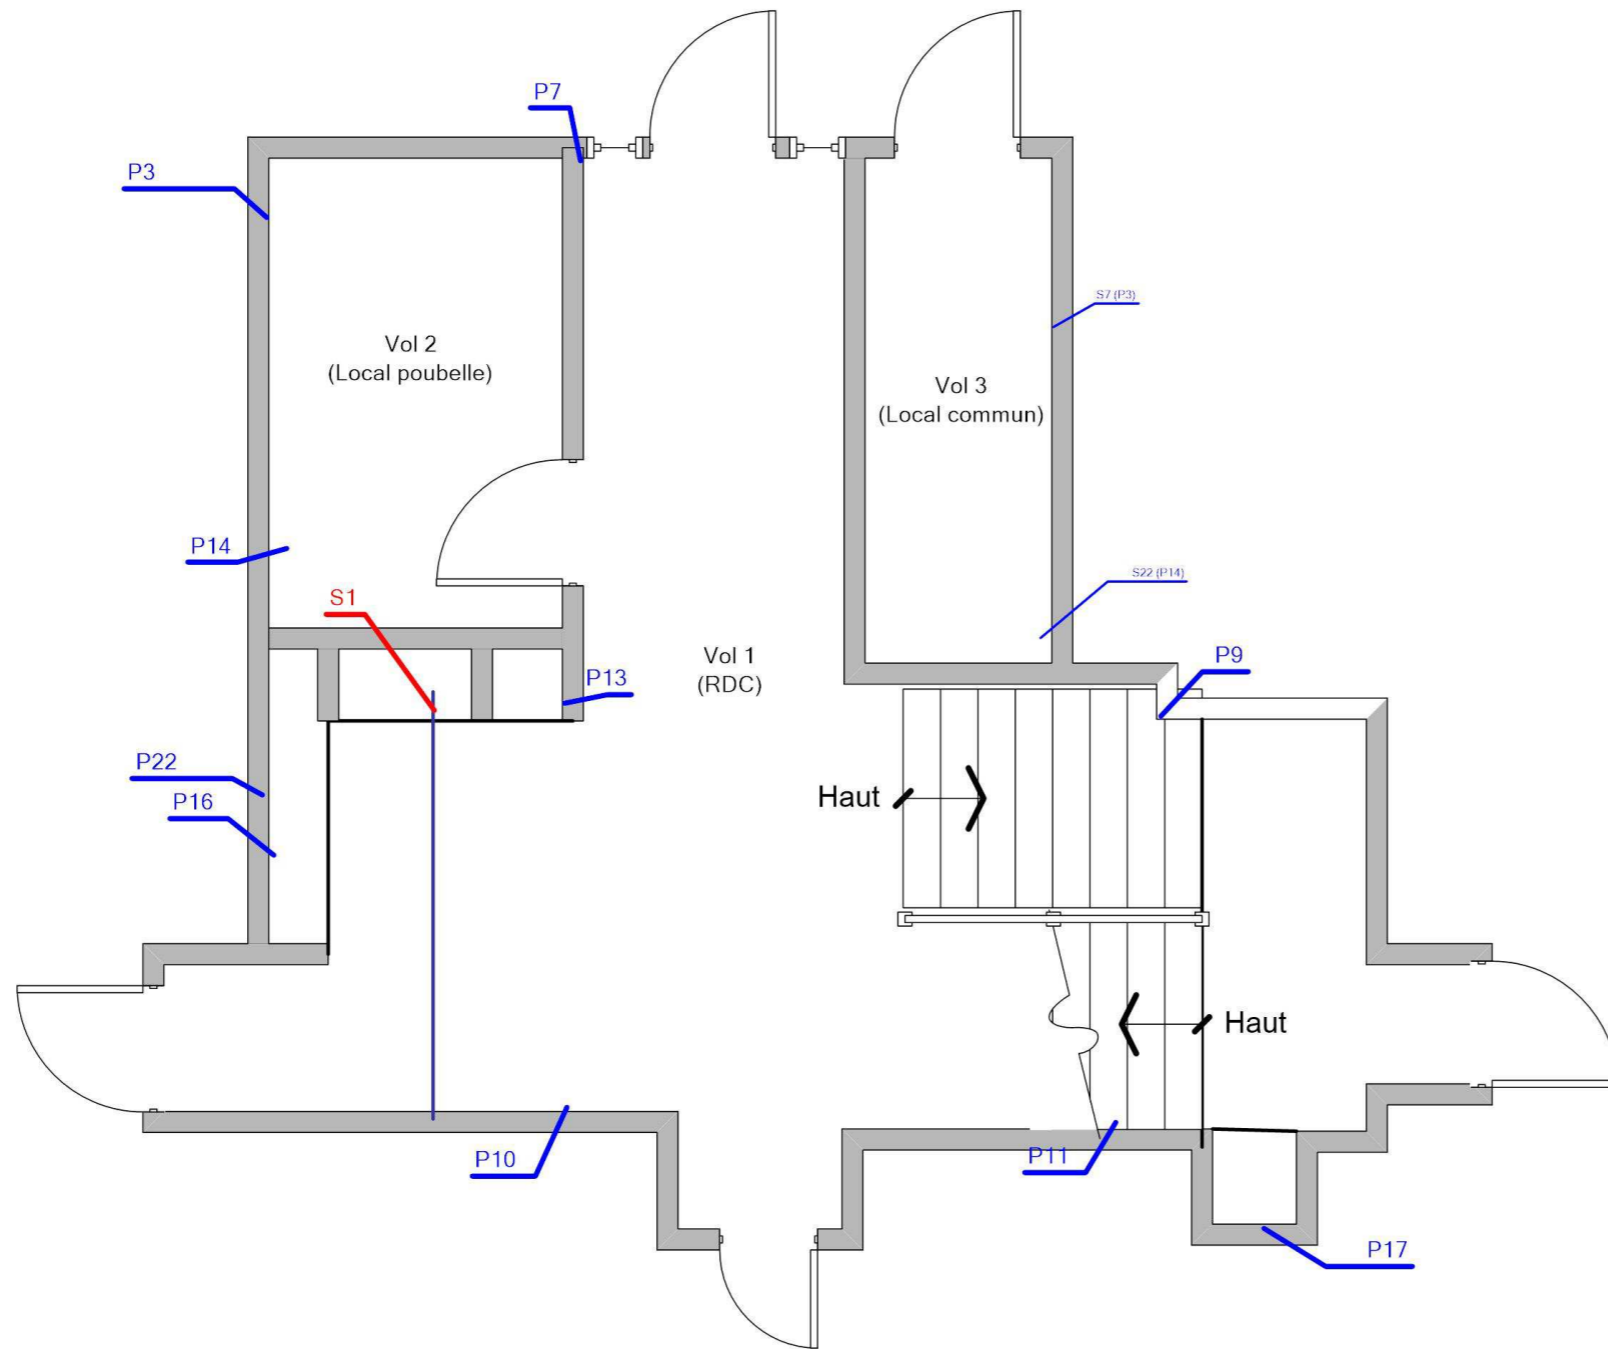 P7
P3
S7 (P3)
Vol 2
(Local poubelle)
Vol 3
(Local commun)
P14
S22 (P14)
S1
Vol 1
(RDC)
P9
P13
P22
P16
Haut
Haut
P10
P11
P17